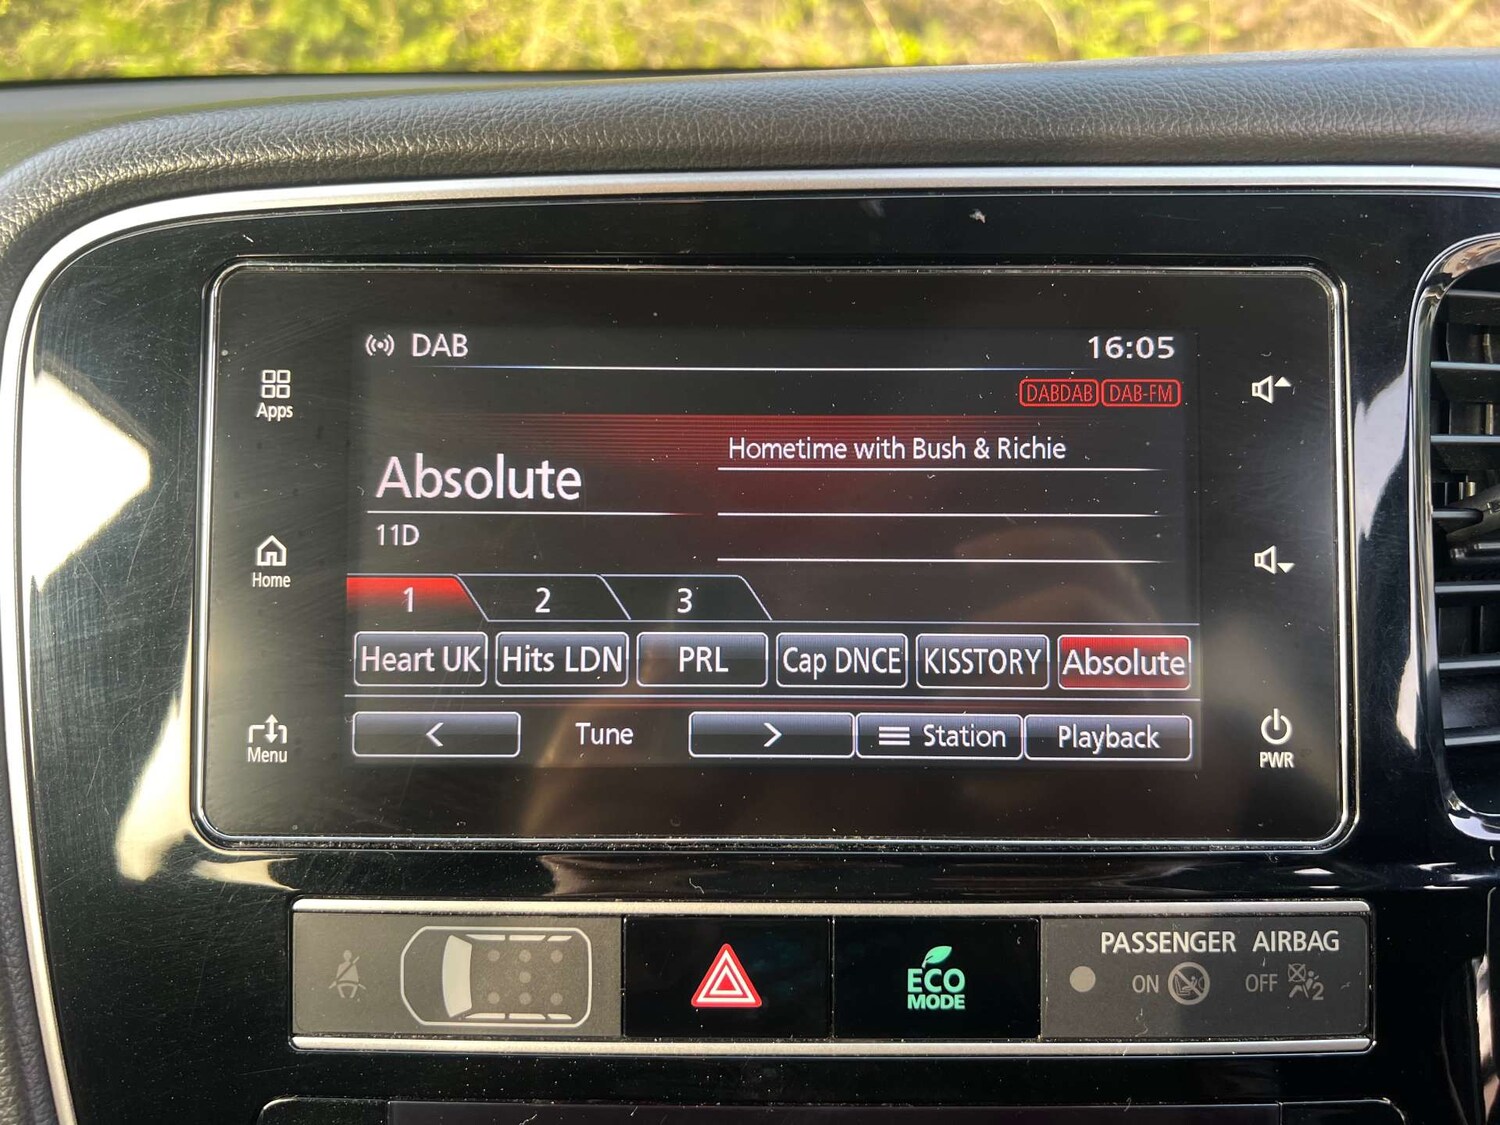 DAB
16:05
DABDAB DAB-FM
Apps
Hometime with Bush & Richie
Absolute
11D
Home
1 2 3
Heart UK Hits LDN PRL Cap DNCE KISSTORY Absolute
< Tune > Station Playback
Menu
PWR
PASSENGER AIRBAG
ECO
MODE
ON OFF 2